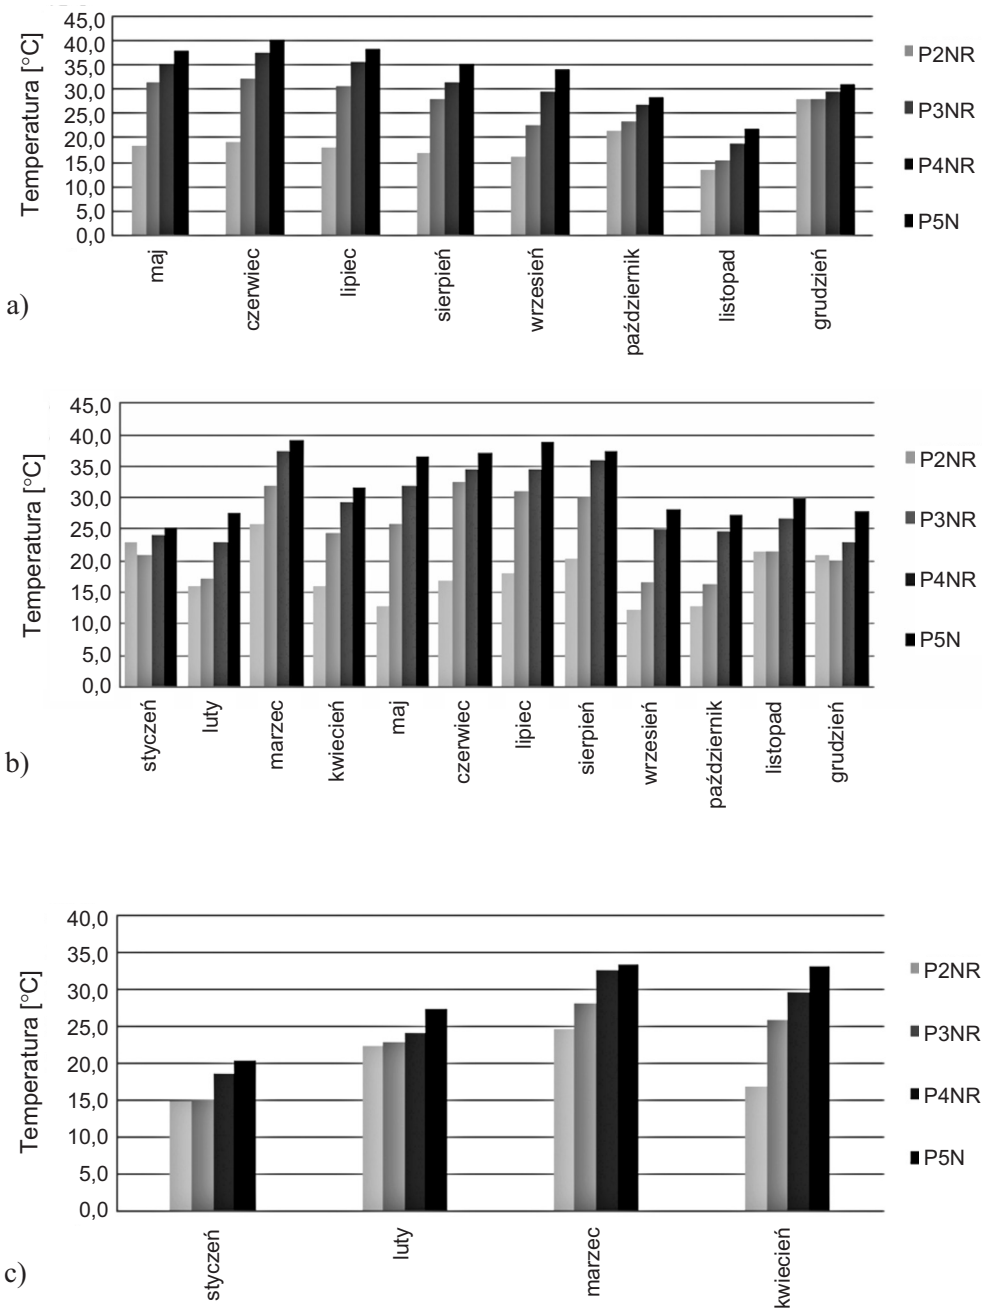 45,0
40,0
35,0
30,0
25,0
20,0
15,0
10,0
5,0
0,0
Temperatura [°C]
maj
czerwiec
lipiec
sierpień
wrzesień
październik
listopad
grudzień
P2NR
P3NR
P4NR
P5N
a)
45,0
40,0
35,0
30,0
25,0
20,0
15,0
10,0
5,0
0,0
Temperatura [°C]
styczeń
luty
marzec
kwiecień
maj
czerwiec
lipiec
sierpień
wrzesień
październik
listopad
grudzień
P2NR
P3NR
P4NR
P5N
b)
40,0
35,0
30,0
25,0
20,0
15,0
10,0
5,0
0,0
Temperatura [°C]
styczeń
luty
marzec
kwiecień
P2NR
P3NR
P4NR
P5N
c)